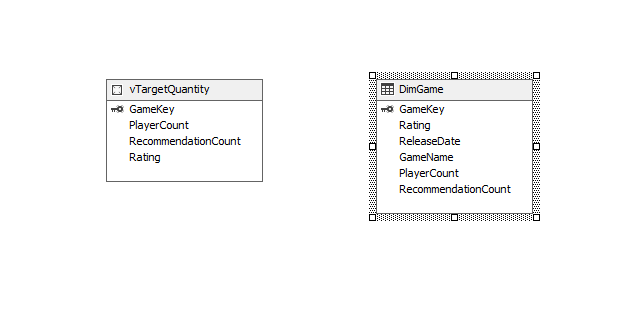 vTargetQuantity
GameKey
PlayerCount
RecommendationCount
Rating
DimGame
GameKey
Rating
ReleaseDate
GameName
PlayerCount
RecommendationCount